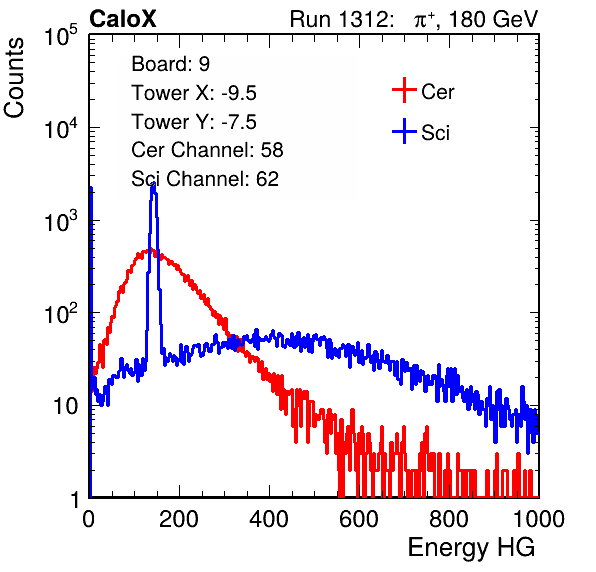 CaloX Run 1312: π⁺, 180 GeV
Board: 9
Tower X: -9.5
Tower Y: -7.5
Cer Channel: 58
Sci Channel: 62
Cer
Sci
Counts
10⁵
10⁴
10³
10²
10
1
0 200 400 600 800 1000
Energy HG